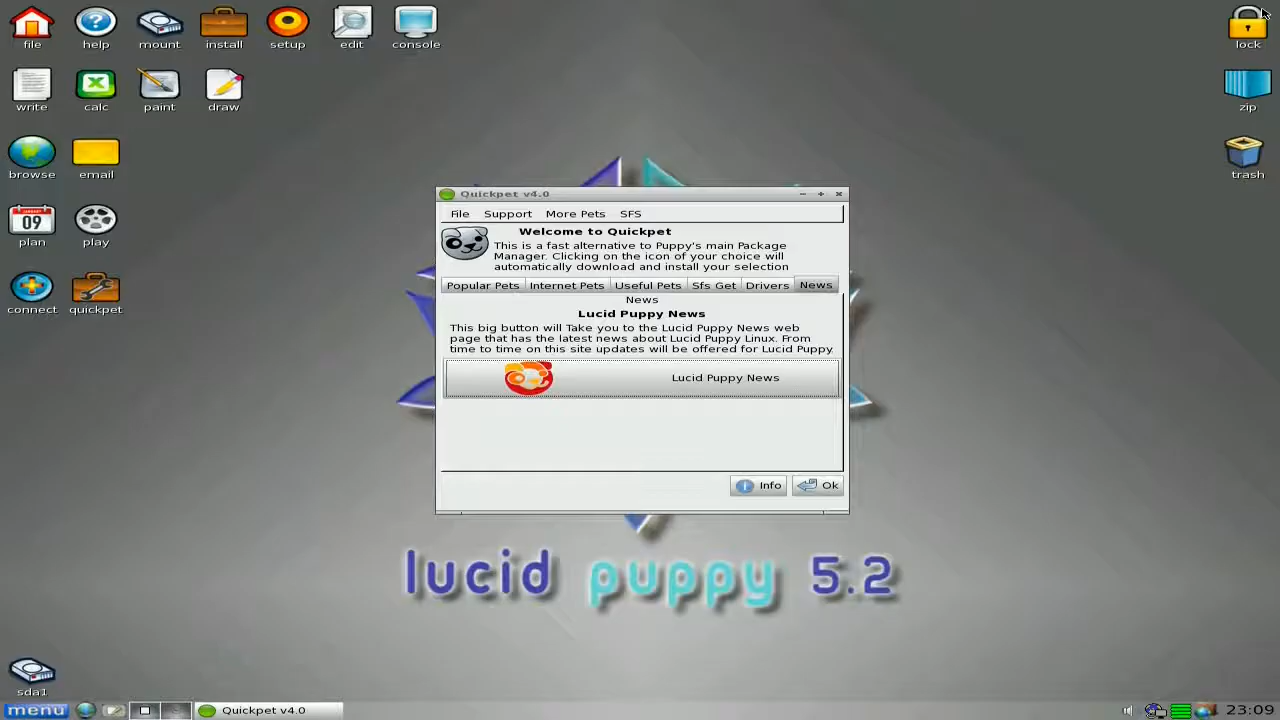 file
help
mount
install
setup
edit
console
lock
write
calc
paint
draw
zip
browse
email
trash
09
plan
play
connect
quickpet
Quickpet v4.0
File Support More Pets SFS
Welcome to Quickpet
This is a fast alternative to Puppy's main Package
Manager. Clicking on the icon of your choice will
automatically download and install your selection
Popular Pets Internet Pets Useful Pets Sfs Get Drivers News
News
Lucid Puppy News
This big button will Take you to the Lucid Puppy News web
page that has the latest news about Lucid Puppy Linux. From
time to time on this site updates will be offered for Lucid Puppy
Lucid Puppy News
Info Ok
lucid puppy 5.2
sda1
menu Quickpet v4.0 23:09